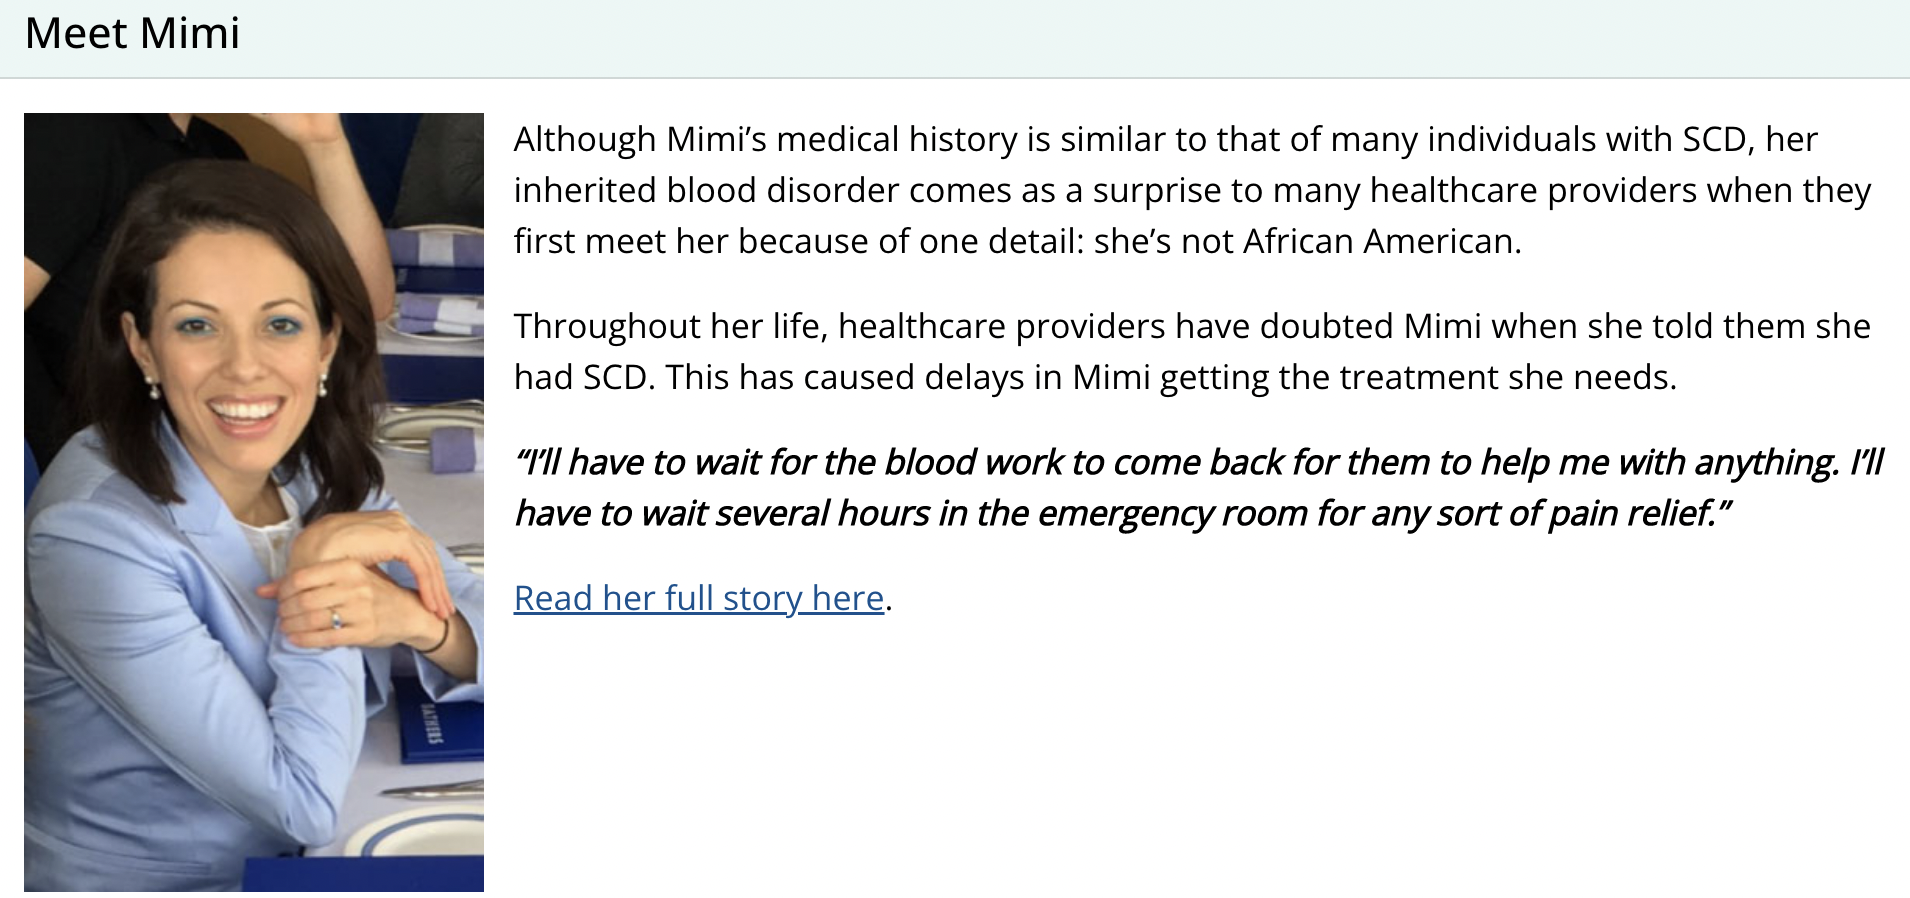 Meet Mimi
Although Mimi’s medical history is similar to that of many individuals with SCD, her
inherited blood disorder comes as a surprise to many healthcare providers when they
first meet her because of one detail: she’s not African American.
Throughout her life, healthcare providers have doubted Mimi when she told them she
had SCD. This has caused delays in Mimi getting the treatment she needs.
“I’ll have to wait for the blood work to come back for them to help me with anything. I’ll
have to wait several hours in the emergency room for any sort of pain relief.”
Read her full story here.